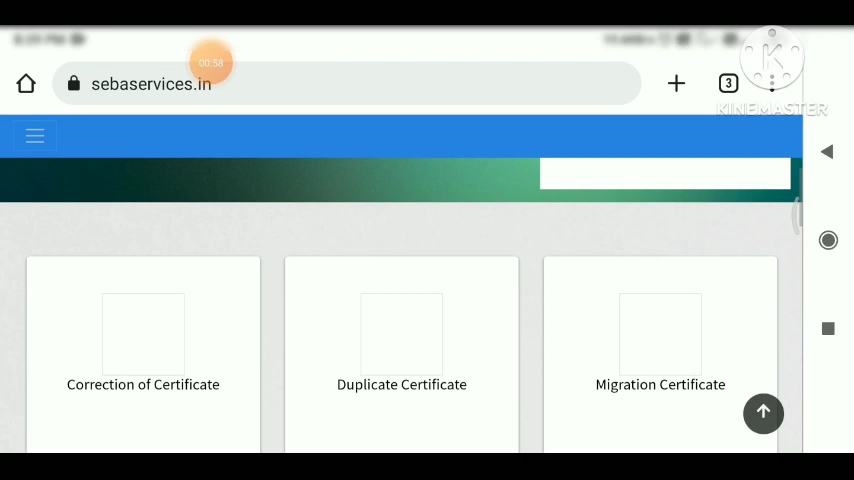 00:58
sebaservices.in
3
KINEMASTER
Correction of Certificate
Duplicate Certificate
Migration Certificate